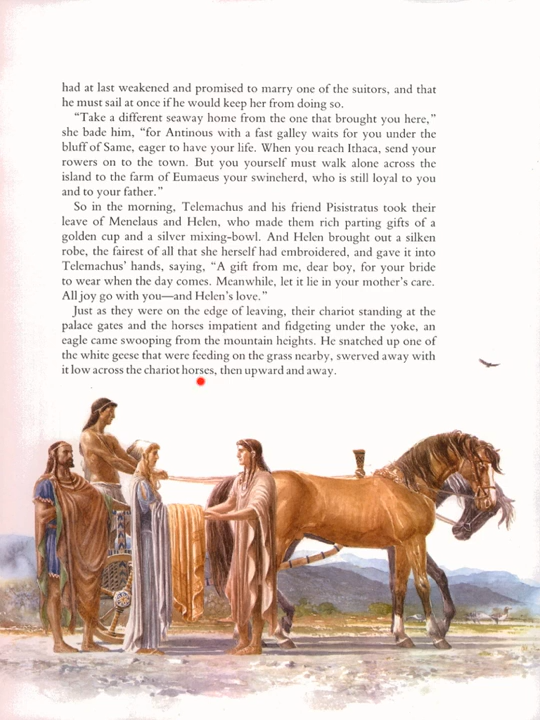 had at last weakened and promised to marry one of the suitors, and that
he must sail at once if he would keep her from doing so.
“Take a different seaway home from the one that brought you here,”
she bade him, “for Antinous with a fast galley waits for you under the
bluff of Same, eager to have your life. When you reach Ithaca, send your
rowers on to the town. But you yourself must walk alone across the
island to the farm of Eumaeus your swineherd, who is still loyal to you
and to your father.”
So in the morning, Telemachus and his friend Pisistratus took their
leave of Menelaus and Helen, who made them rich parting gifts of a
golden cup and a silver mixing-bowl. And Helen brought out a silken
robe, the fairest of all that she herself had embroidered, and gave it into
Telemachus’ hands, saying, “A gift from me, dear boy, for your bride
to wear when the day comes. Meanwhile, let it lie in your mother’s care.
All joy go with you—and Helen’s love.”
Just as they were on the edge of leaving, their chariot standing at the
palace gates and the horses impatient and fidgeting under the yoke, an
eagle came swooping from the mountain heights. He snatched up one of
the white geese that were feeding on the grass nearby, swerved away with
it low across the chariot horses, then upward and away.